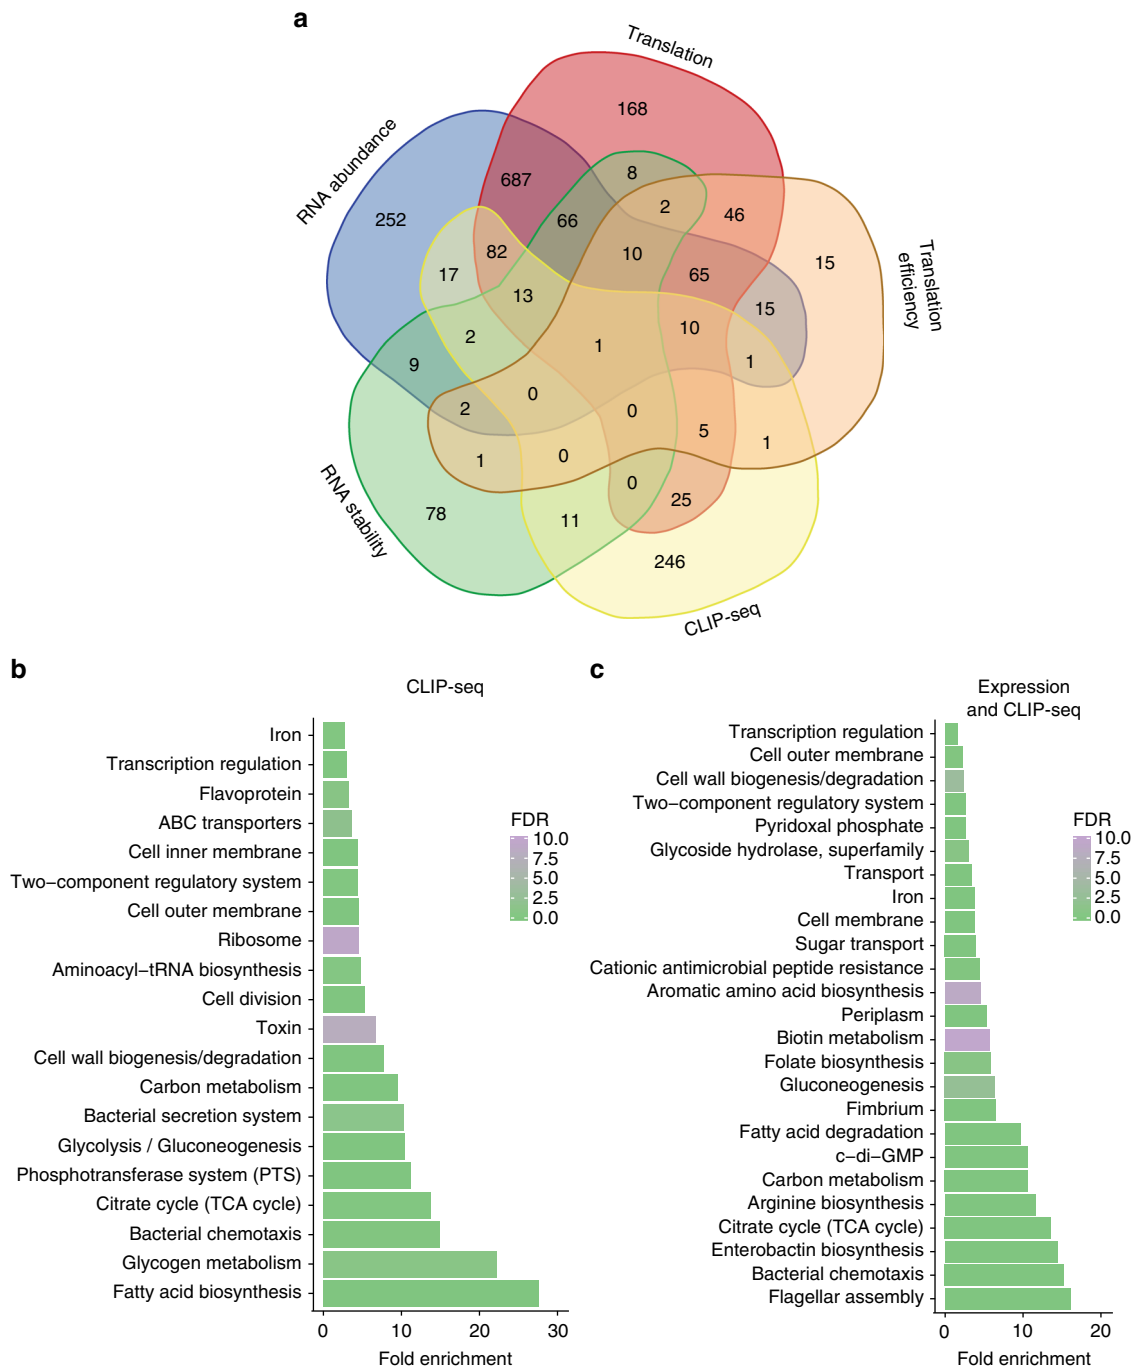 a
Translation
RNA abundance
Translation
efficiency
RNA stability
CLIP-seq
168
8
687
2
46
66
252
15
10
82
17
65
13
15
10
2
1
1
9
0
2
0
5
1
0
1
0
25
78
11
246
b
CLIP-seq
Iron
Transcription regulation
Flavoprotein
ABC transporters
Cell inner membrane
Two−component regulatory system
Cell outer membrane
Ribosome
Aminoacyl−tRNA biosynthesis
Cell division
Toxin
Cell wall biogenesis/degradation
Carbon metabolism
Bacterial secretion system
Glycolysis / Gluconeogenesis
Phosphotransferase system (PTS)
Citrate cycle (TCA cycle)
Bacterial chemotaxis
Glycogen metabolism
Fatty acid biosynthesis
0 10 20 30
Fold enrichment
FDR
10.0
7.5
5.0
2.5
0.0
c
Expression
and CLIP-seq
Transcription regulation
Cell outer membrane
Cell wall biogenesis/degradation
Two−component regulatory system
Pyridoxal phosphate
Glycoside hydrolase, superfamily
Transport
Iron
Cell membrane
Sugar transport
Cationic antimicrobial peptide resistance
Aromatic amino acid biosynthesis
Periplasm
Biotin metabolism
Folate biosynthesis
Gluconeogenesis
Fimbrium
Fatty acid degradation
c−di−GMP
Carbon metabolism
Arginine biosynthesis
Citrate cycle (TCA cycle)
Enterobactin biosynthesis
Bacterial chemotaxis
Flagellar assembly
0 10 20
Fold enrichment
FDR
10.0
7.5
5.0
2.5
0.0